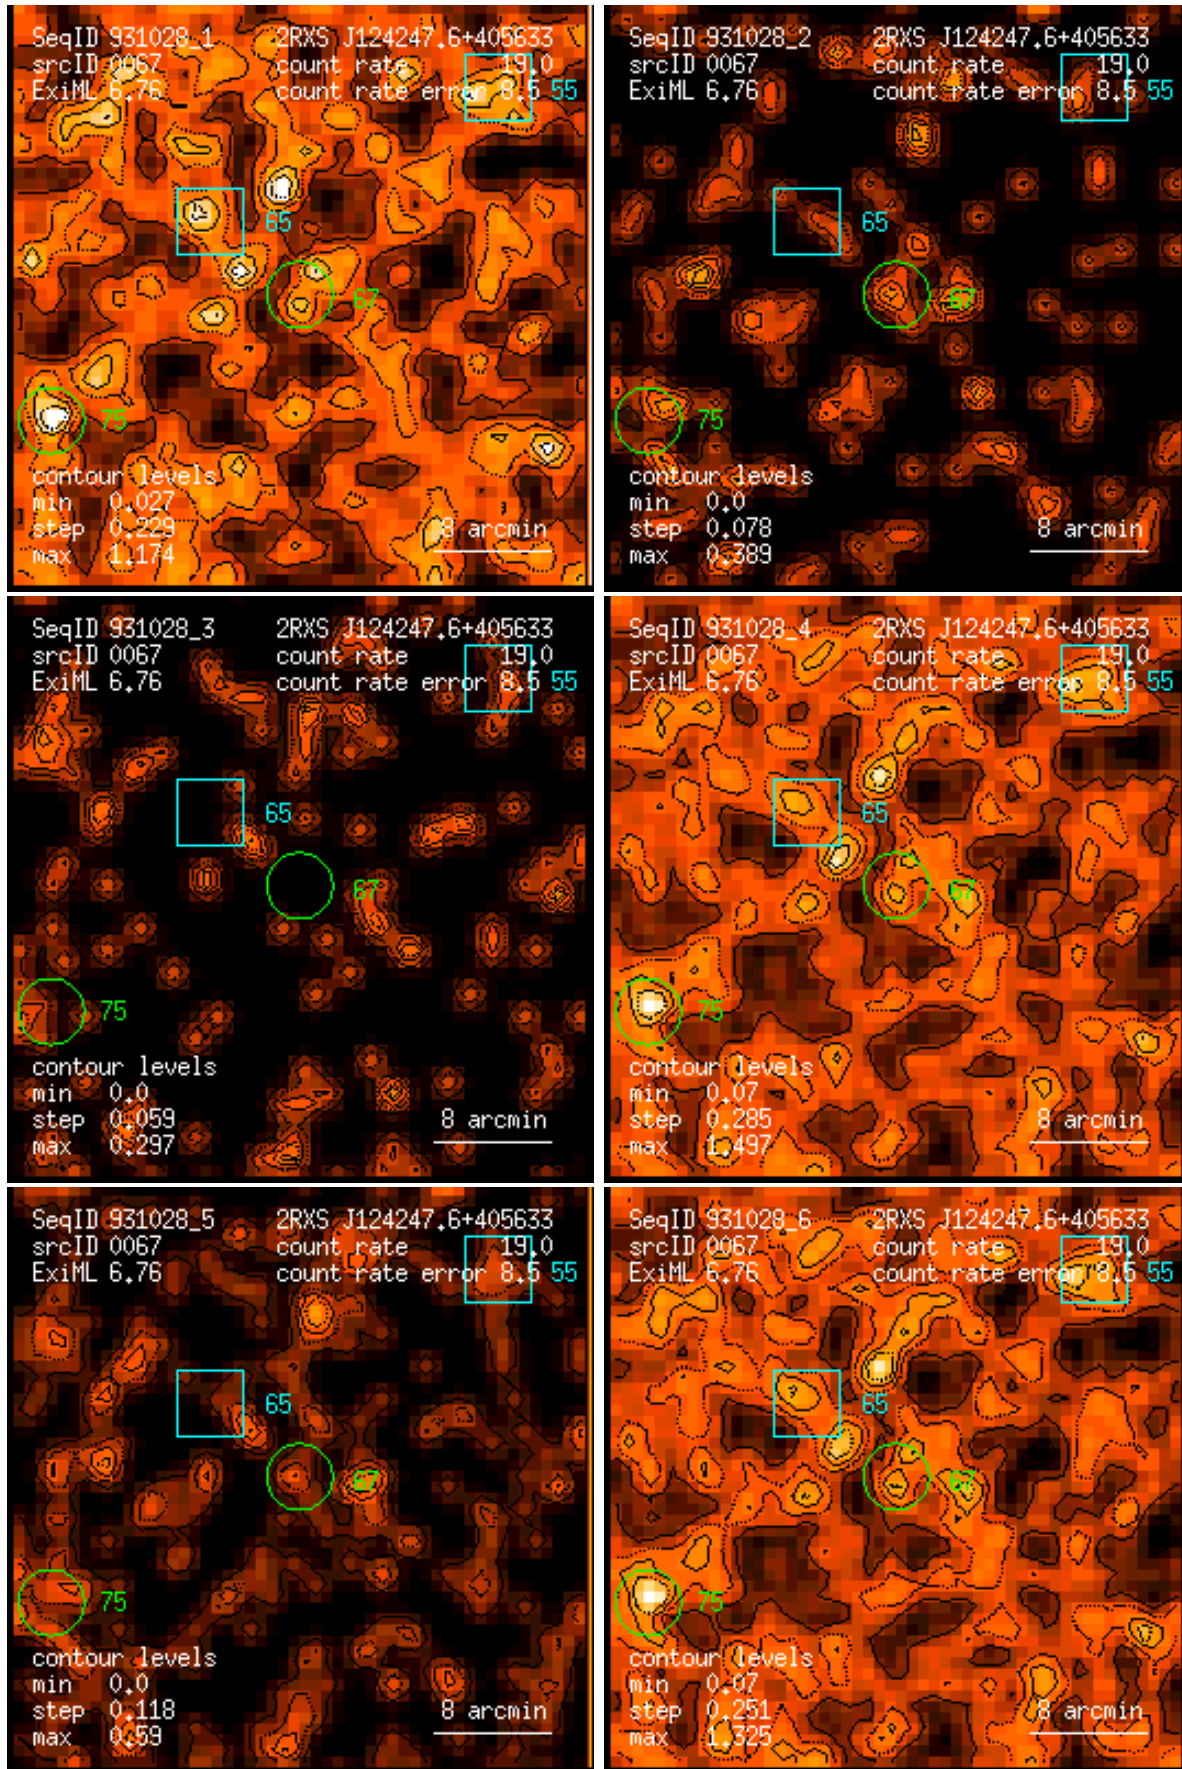 SeqID 931028_1 2RXS J124247.6+405633
srcID 0067 count rate 19.0
ExiML 6.76 count rate error 8.5 55
65
67
75
contour levels
min 0.027
step 0.229
max 1.174
8 arcmin
SeqID 931028_2 2RXS J124247.6+405633
srcID 0067 count rate 19.0
ExiML 6.76 count rate error 8.5 55
65
67
75
contour levels
min 0.0
step 0.078
max 0.389
8 arcmin
SeqID 931028_3 2RXS J124247.6+405633
srcID 0067 count rate 19.0
ExiML 6.76 count rate error 8.5 55
65
67
75
contour levels
min 0.0
step 0.059
max 0.297
8 arcmin
SeqID 931028_4 2RXS J124247.6+405633
srcID 0067 count rate 19.0
ExiML 6.76 count rate error 8.5 55
65
67
75
contour levels
min 0.07
step 0.285
max 1.497
8 arcmin
SeqID 931028_5 2RXS J124247.6+405633
srcID 0067 count rate 19.0
ExiML 6.76 count rate error 8.5 55
65
67
75
contour levels
min 0.0
step 0.118
max 0.59
8 arcmin
SeqID 931028_6 2RXS J124247.6+405633
srcID 0067 count rate 19.0
ExiML 6.76 count rate error 8.5 55
65
67
75
contour levels
min 0.07
step 0.251
max 1.325
8 arcmin